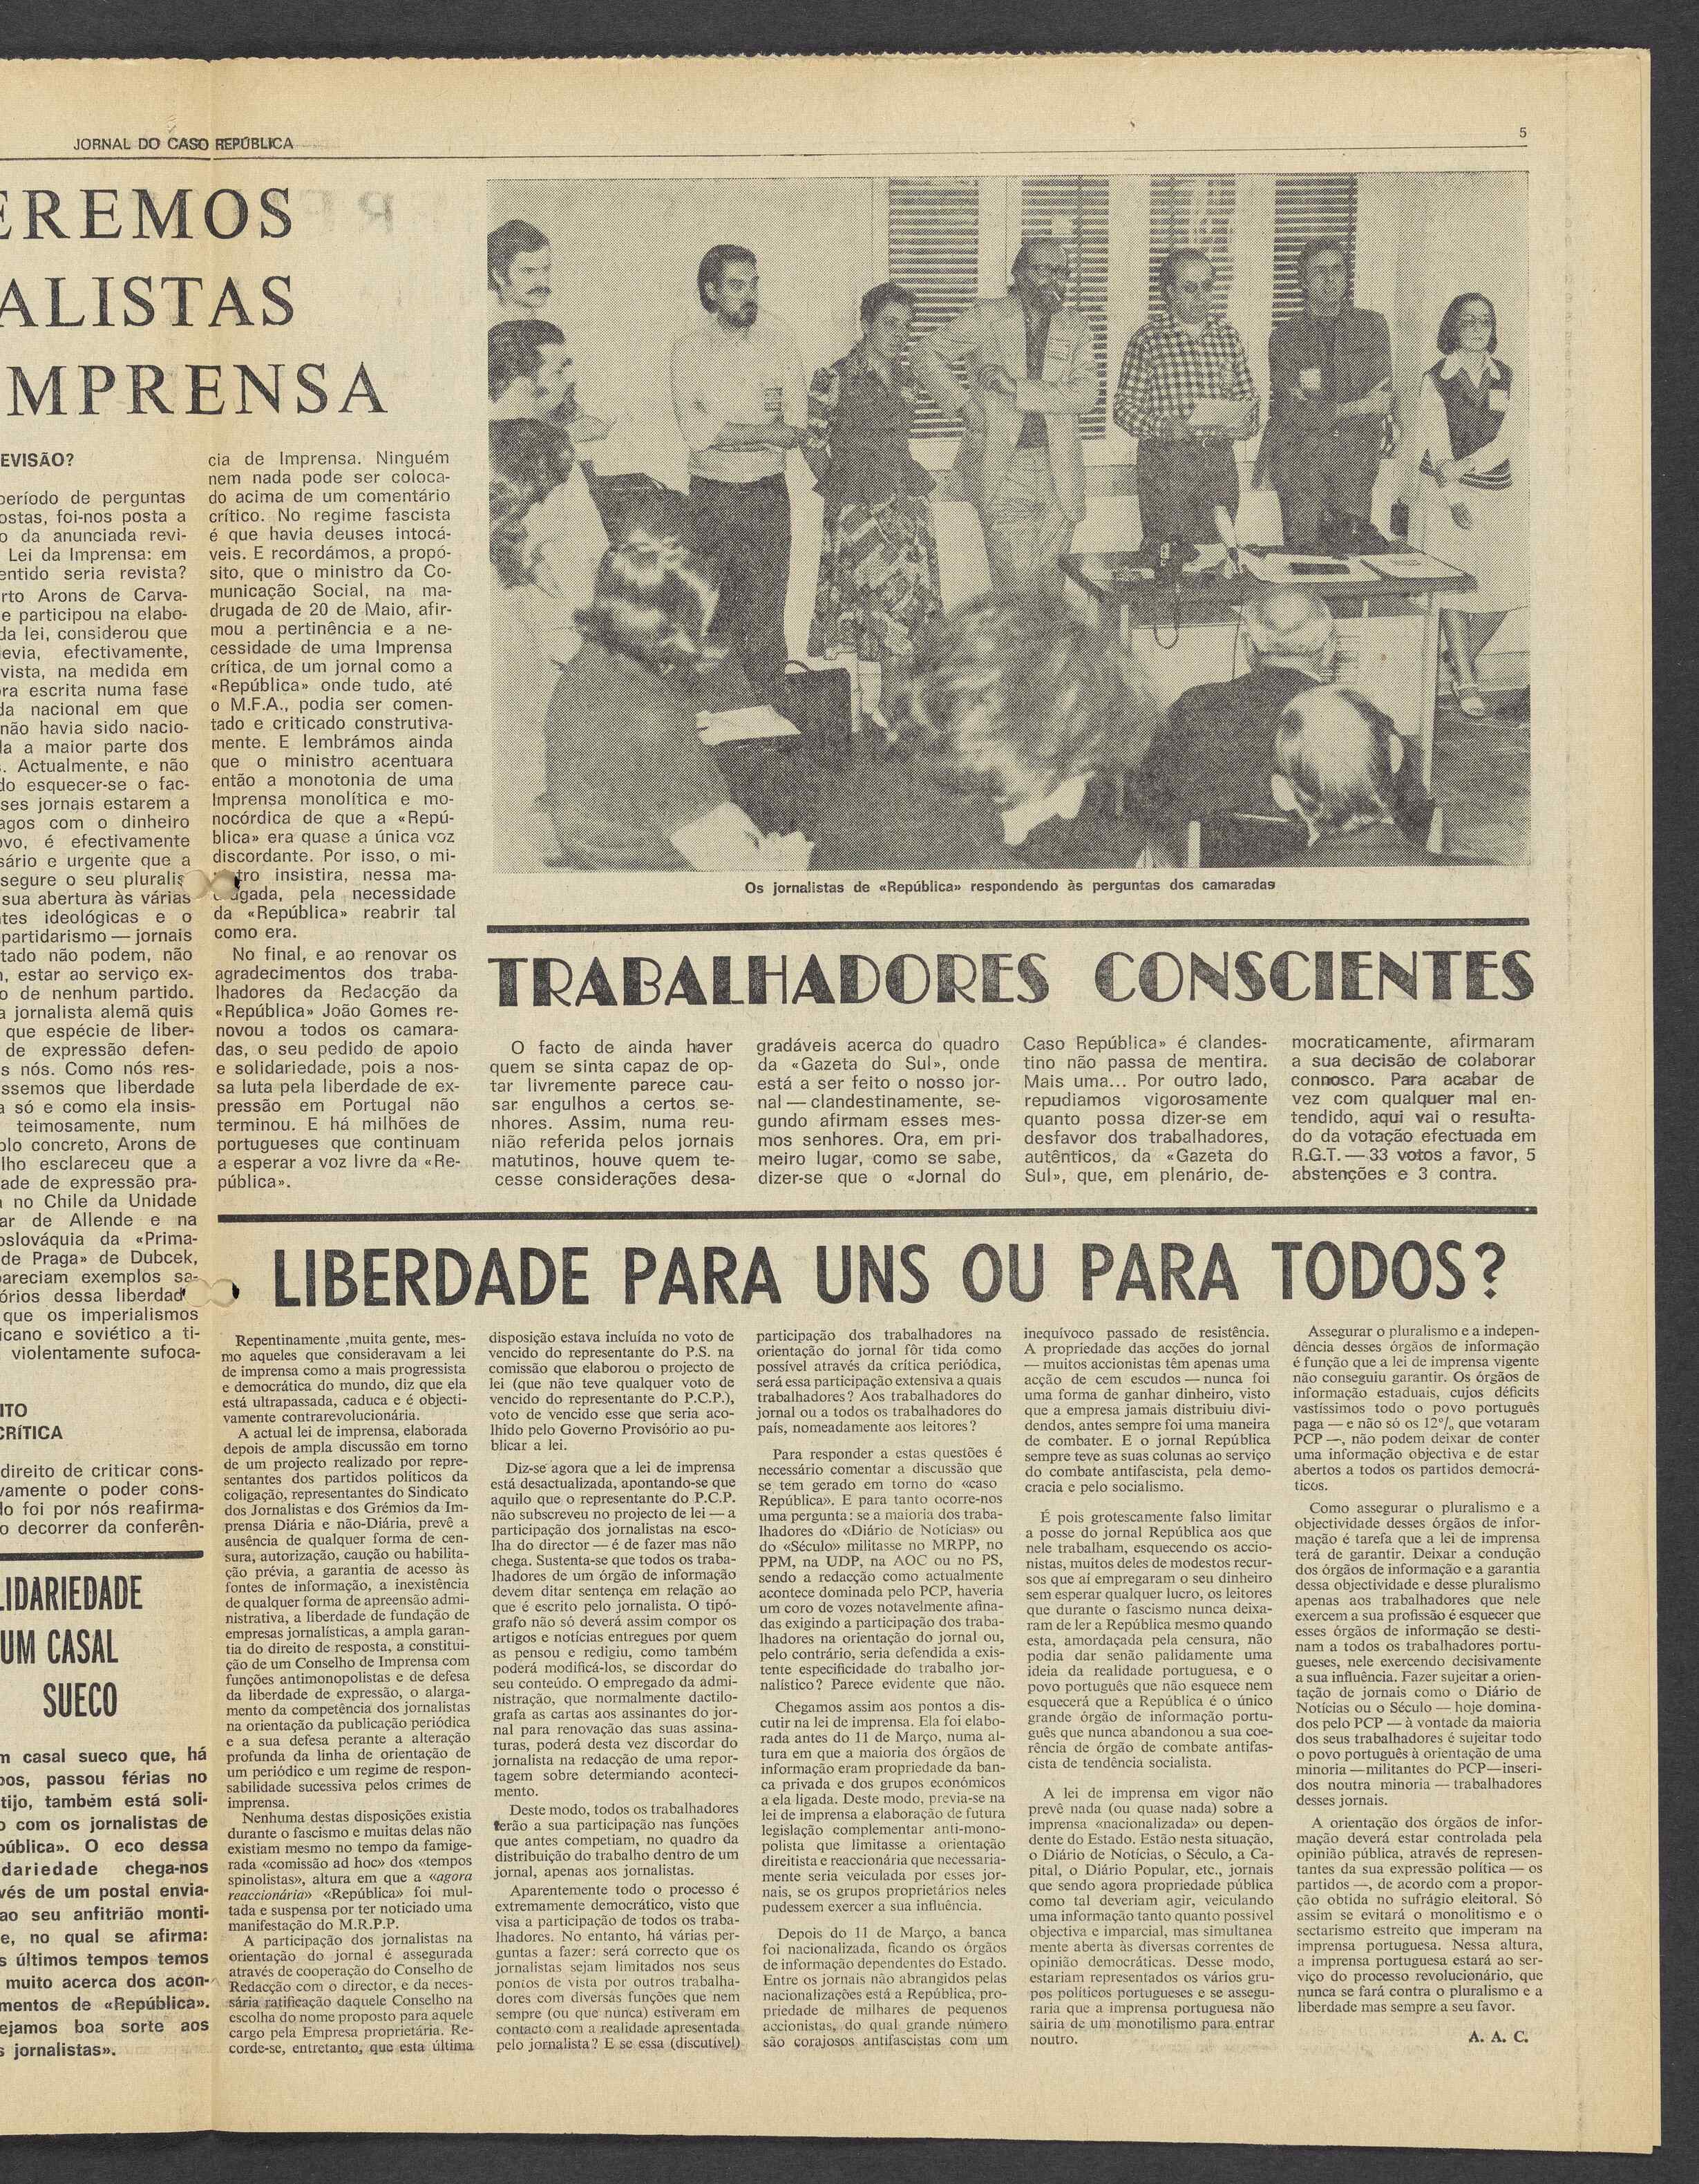 JORNAL DO CASO REPÚBLICA
5
EREMOS
ALISTAS
MPRENSA
EVISÃO?
período de perguntas
ostas, foi-nos posta a
o da anunciada revi-
Lei da Imprensa: em
entido seria revista?
rto Arons de Carva-
e participou na elabo-
da lei, considerou que
evia, efectivamente,
vista, na medida em
ora escrita numa fase
da nacional em que
não havia sido nacio-
da a maior parte dos
. Actualmente, e não
do esquecer-se o fac-
ses jornais estarem a
agos com o dinheiro
ovo, é efectivamente
sário e urgente que a
segure o seu pluralis
sua abertura às várias
tes ideológicas e o
partidarismo — jornais
tado não podem, não
, estar ao serviço ex-
o de nenhum partido.
a jornalista alemã quis
que espécie de liber-
de expressão defen-
s nós. Como nós res-
ssemos que liberdade
a só e como ela insis-
teimosamente, num
plo concreto, Arons de
lho esclareceu que a
ade de expressão pra-
no Chile da Unidade
ar de Allende e na
oslováquia da «Prima-
de Praga» de Dubcek,
pareciam exemplos sa-
órios dessa liberdad
que os imperialismos
icano e soviético a ti-
violentamente sufoca-
ITO
CRÍTICA
direito de criticar cons-
vamente o poder cons-
do foi por nós reafirma-
o decorrer da conferên-
cia de Imprensa. Ninguém
nem nada pode ser coloca-
do acima de um comentário
crítico. No regime fascista
é que havia deuses intocá-
veis. E recordámos, a propó-
sito, que o ministro da Co-
municação Social, na ma-
drugada de 20 de Maio, afir-
mou a pertinência e a ne-
cessidade de uma Imprensa
crítica, de um jornal como a
«República» onde tudo, até
o M.F.A., podia ser comen-
tado e criticado construtiva-
mente. E lembrámos ainda
que o ministro acentuara
então a monotonia de uma
Imprensa monolítica e mo-
nocórdica de que a «Repú-
blica» era quase a única voz
discordante. Por isso, o mi-
tro insistira, nessa ma-
ugada, pela necessidade
da «República» reabrir tal
como era.
No final, e ao renovar os
agradecimentos dos traba-
lhadores da Redacção da
«República» João Gomes re-
novou a todos os camara-
das, o seu pedido de apoio
e solidariedade, pois a nos-
sa luta pela liberdade de ex-
pressão em Portugal não
terminou. E há milhões de
portugueses que continuam
a esperar a voz livre da «Re-
pública».
Os jornalistas de «República» respondendo às perguntas dos camaradas
TRABALHADORES CONSCIENTES
O facto de ainda haver
quem se sinta capaz de op-
tar livremente parece cau-
sar engulhos a certos se-
nhores. Assim, numa reu-
nião referida pelos jornais
matutinos, houve quem te-
cesse considerações desa-
gradáveis acerca do quadro
da «Gazeta do Sul», onde
está a ser feito o nosso jor-
nal — clandestinamente, se-
gundo afirmam esses mes-
mos senhores. Ora, em pri-
meiro lugar, como se sabe,
dizer-se que o «Jornal do
Caso República» é clandes-
tino não passa de mentira.
Mais uma... Por outro lado,
repudiamos vigorosamente
quanto possa dizer-se em
desfavor dos trabalhadores,
autênticos, da «Gazeta do
Sul», que, em plenário, de-
mocraticamente, afirmaram
a sua decisão de colaborar
connosco. Para acabar de
vez com qualquer mal en-
tendido, aqui vai o resulta-
do da votação efectuada em
R.G.T. — 33 votos a favor, 5
abstenções e 3 contra.
LIDARIEDADE
UM CASAL
SUECO
m casal sueco que, há
pos, passou férias no
tijo, também está soli-
o com os jornalistas de
pública». O eco dessa
dariedade chega-nos
vés de um postal envia-
ao seu anfitrião monti-
e, no qual se afirma:
s últimos tempos temos
muito acerca dos acon-
mentos de «República».
ejamos boa sorte aos
s jornalistas».
LIBERDADE PARA UNS OU PARA TODOS?
Repentinamente ,muita gente, mes-
mo aqueles que consideravam a lei
de imprensa como a mais progressista
e democrática do mundo, diz que ela
está ultrapassada, caduca e é objecti-
vamente contrarevolucionária.
A actual lei de imprensa, elaborada
depois de ampla discussão em torno
de um projecto realizado por repre-
sentantes dos partidos políticos da
coligação, representantes do Sindicato
dos Jornalistas e dos Grémios da Im-
prensa Diária e não-Diária, prevê a
ausência de qualquer forma de cen-
sura, autorização, caução ou habilita-
ção prévia, a garantia de acesso às
fontes de informação, a inexistência
de qualquer forma de apreensão admi-
nistrativa, a liberdade de fundação de
empresas jornalísticas, a ampla garan-
tia do direito de resposta, a constitui-
ção de um Conselho de Imprensa com
funções antimonopolistas e de defesa
da liberdade de expressão, o alarga-
mento da competência dos jornalistas
na orientação da publicação periódica
e a sua defesa perante a alteração
profunda da linha de orientação de
um periódico e um regime de respon-
sabilidade sucessiva pelos crimes de
imprensa.
Nenhuma destas disposições existia
durante o fascismo e muitas delas não
existiam mesmo no tempo da famige-
rada «comissão ad hoc» dos «tempos
spinolistas», altura em que a «agora
reaccionária» «República» foi mul-
tada e suspensa por ter noticiado uma
manifestação do M.R.P.P.
A participação dos jornalistas na
orientação do jornal é assegurada
através de cooperação do Conselho de
Redacção com o director, e da neces-
sária ratificação daquele Conselho na
escolha do nome proposto para aquele
cargo pela Empresa proprietária. Re-
corde-se, entretanto, que esta última
disposição estava incluída no voto de
vencido do representante do P.S. na
comissão que elaborou o projecto de
lei (que não teve qualquer voto de
vencido do representante do P.C.P.),
voto de vencido esse que seria aco-
lhido pelo Governo Provisório ao pu-
blicar a lei.
Diz-se agora que a lei de imprensa
está desactualizada, apontando-se que
aquilo que o representante do P.C.P.
não subscreveu no projecto de lei — a
participação dos jornalistas na esco-
lha do director — é de fazer mas não
chega. Sustenta-se que todos os traba-
lhadores de um órgão de informação
devem ditar sentença em relação ao
que é escrito pelo jornalista. O tipó-
grafo não só deverá assim compor os
artigos e notícias entregues por quem
as pensou e redigiu, como também
poderá modificá-los, se discordar do
seu conteúdo. O empregado da admi-
nistração, que normalmente dactilo-
grafa as cartas aos assinantes do jor-
nal para renovação das suas assina-
turas, poderá desta vez discordar do
jornalista na redacção de uma repor-
tagem sobre determiando aconteci-
mento.
Deste modo, todos os trabalhadores
terão a sua participação nas funções
que antes competiam, no quadro da
distribuição do trabalho dentro de um
jornal, apenas aos jornalistas.
Aparentemente todo o processo é
extremamente democrático, visto que
visa a participação de todos os traba-
lhadores. No entanto, há várias per-
guntas a fazer: será correcto que os
jornalistas sejam limitados nos seus
pontos de vista por outros trabalha-
dores com diversas funções que nem
sempre (ou que nunca) estiveram em
contacto com a realidade apresentada
pelo jornalista? E se essa (discutível)
participação dos trabalhadores na
orientação do jornal fôr tida como
possível através da crítica periódica,
será essa participação extensiva a quais
trabalhadores? Aos trabalhadores do
jornal ou a todos os trabalhadores do
país, nomeadamente aos leitores?
Para responder a estas questões é
necessário comentar a discussão que
se tem gerado em torno do «caso
República». E para tanto ocorre-nos
uma pergunta: se a maioria dos traba-
lhadores do «Diário de Notícias» ou
do «Século» militasse no MRPP, no
PPM, na UDP, na AOC ou no PS,
sendo a redacção como actualmente
acontece dominada pelo PCP, haveria
um coro de vozes notavelmente afina-
das exigindo a participação dos traba-
lhadores na orientação do jornal ou,
pelo contrário, seria defendida a exis-
tente especificidade do trabalho jor-
nalístico? Parece evidente que não.
Chegamos assim aos pontos a dis-
cutir na lei de imprensa. Ela foi elabo-
rada antes do 11 de Março, numa al-
tura em que a maioria dos órgãos de
informação eram propriedade da ban-
ca privada e dos grupos económicos
a ela ligada. Deste modo, previa-se na
lei de imprensa a elaboração de futura
legislação complementar anti-mono-
polista que limitasse a orientação
direitista e reaccionária que necessaria-
mente seria veiculada por esses jor-
nais, se os grupos proprietários neles
pudessem exercer a sua influência.
Depois do 11 de Março, a banca
foi nacionalizada, ficando os órgãos
de informação dependentes do Estado.
Entre os jornais não abrangidos pelas
nacionalizações está a República, pro-
priedade de milhares de pequenos
accionistas, do qual grande número
são corajosos antifascistas com um
inequívoco passado de resistência.
A propriedade das acções do jornal
— muitos accionistas têm apenas uma
acção de cem escudos — nunca foi
uma forma de ganhar dinheiro, visto
que a empresa jamais distribuiu divi-
dendos, antes sempre foi uma maneira
de combater. E o jornal República
sempre teve as suas colunas ao serviço
do combate antifascista, pela demo-
cracia e pelo socialismo.
É pois grotescamente falso limitar
a posse do jornal República aos que
nele trabalham, esquecendo os accio-
nistas, muitos deles de modestos recur-
sos que aí empregaram o seu dinheiro
sem esperar qualquer lucro, os leitores
que durante o fascismo nunca deixa-
ram de ler a República mesmo quando
esta, amordaçada pela censura, não
podia dar senão palidamente uma
ideia da realidade portuguesa, e o
povo português que não esquece nem
esquecerá que a República é o único
grande órgão de informação portu-
guês que nunca abandonou a sua coe-
rência de órgão de combate antifas-
cista de tendência socialista.
A lei de imprensa em vigor não
prevê nada (ou quase nada) sobre a
imprensa «nacionalizada» ou depen-
dente do Estado. Estão nesta situação,
o Diário de Notícias, o Século, a Ca-
pital, o Diário Popular, etc., jornais
que sendo agora propriedade pública
como tal deveriam agir, veiculando
uma informação tanto quanto possível
objectiva e imparcial, mas simultanea
mente aberta às diversas correntes de
opinião democráticas. Desse modo,
estariam representados os vários gru-
pos políticos portugueses e se assegu-
raria que a imprensa portuguesa não
sairia de um monotilismo para entrar
noutro.
Assegurar o pluralismo e a indepen-
dência desses órgãos de informação
é função que a lei de imprensa vigente
não conseguiu garantir. Os órgãos de
informação estaduais, cujos déficits
vastíssimos todo o povo português
paga — e não só os 12% que votaram
PCP —, não podem deixar de conter
uma informação objectiva e de estar
abertos a todos os partidos democrá-
ticos.
Como assegurar o pluralismo e a
objectividade desses órgãos de infor-
mação é tarefa que a lei de imprensa
terá de garantir. Deixar a condução
dos órgãos de informação e a garantia
dessa objectividade e desse pluralismo
apenas aos trabalhadores que nele
exercem a sua profissão é esquecer que
esses órgãos de informação se desti-
nam a todos os trabalhadores portu-
gueses, nele exercendo decisivamente
a sua influência. Fazer sujeitar a orien-
tação de jornais como o Diário de
Notícias ou o Século — hoje domina-
dos pelo PCP — à vontade da maioria
dos seus trabalhadores é sujeitar todo
o povo português à orientação de uma
minoria — militantes do PCP — inseri-
dos noutra minoria — trabalhadores
desses jornais.
A orientação dos órgãos de infor-
mação deverá estar controlada pela
opinião pública, através de represen-
tantes da sua expressão política — os
partidos —, de acordo com a propor-
ção obtida no sufrágio eleitoral. Só
assim se evitará o monolitismo e o
sectarismo estreito que imperam na
imprensa portuguesa. Nessa altura,
a imprensa portuguesa estará ao ser-
viço do processo revolucionário, que
nunca se fará contra o pluralismo e a
liberdade mas sempre a seu favor.
A. A. C.